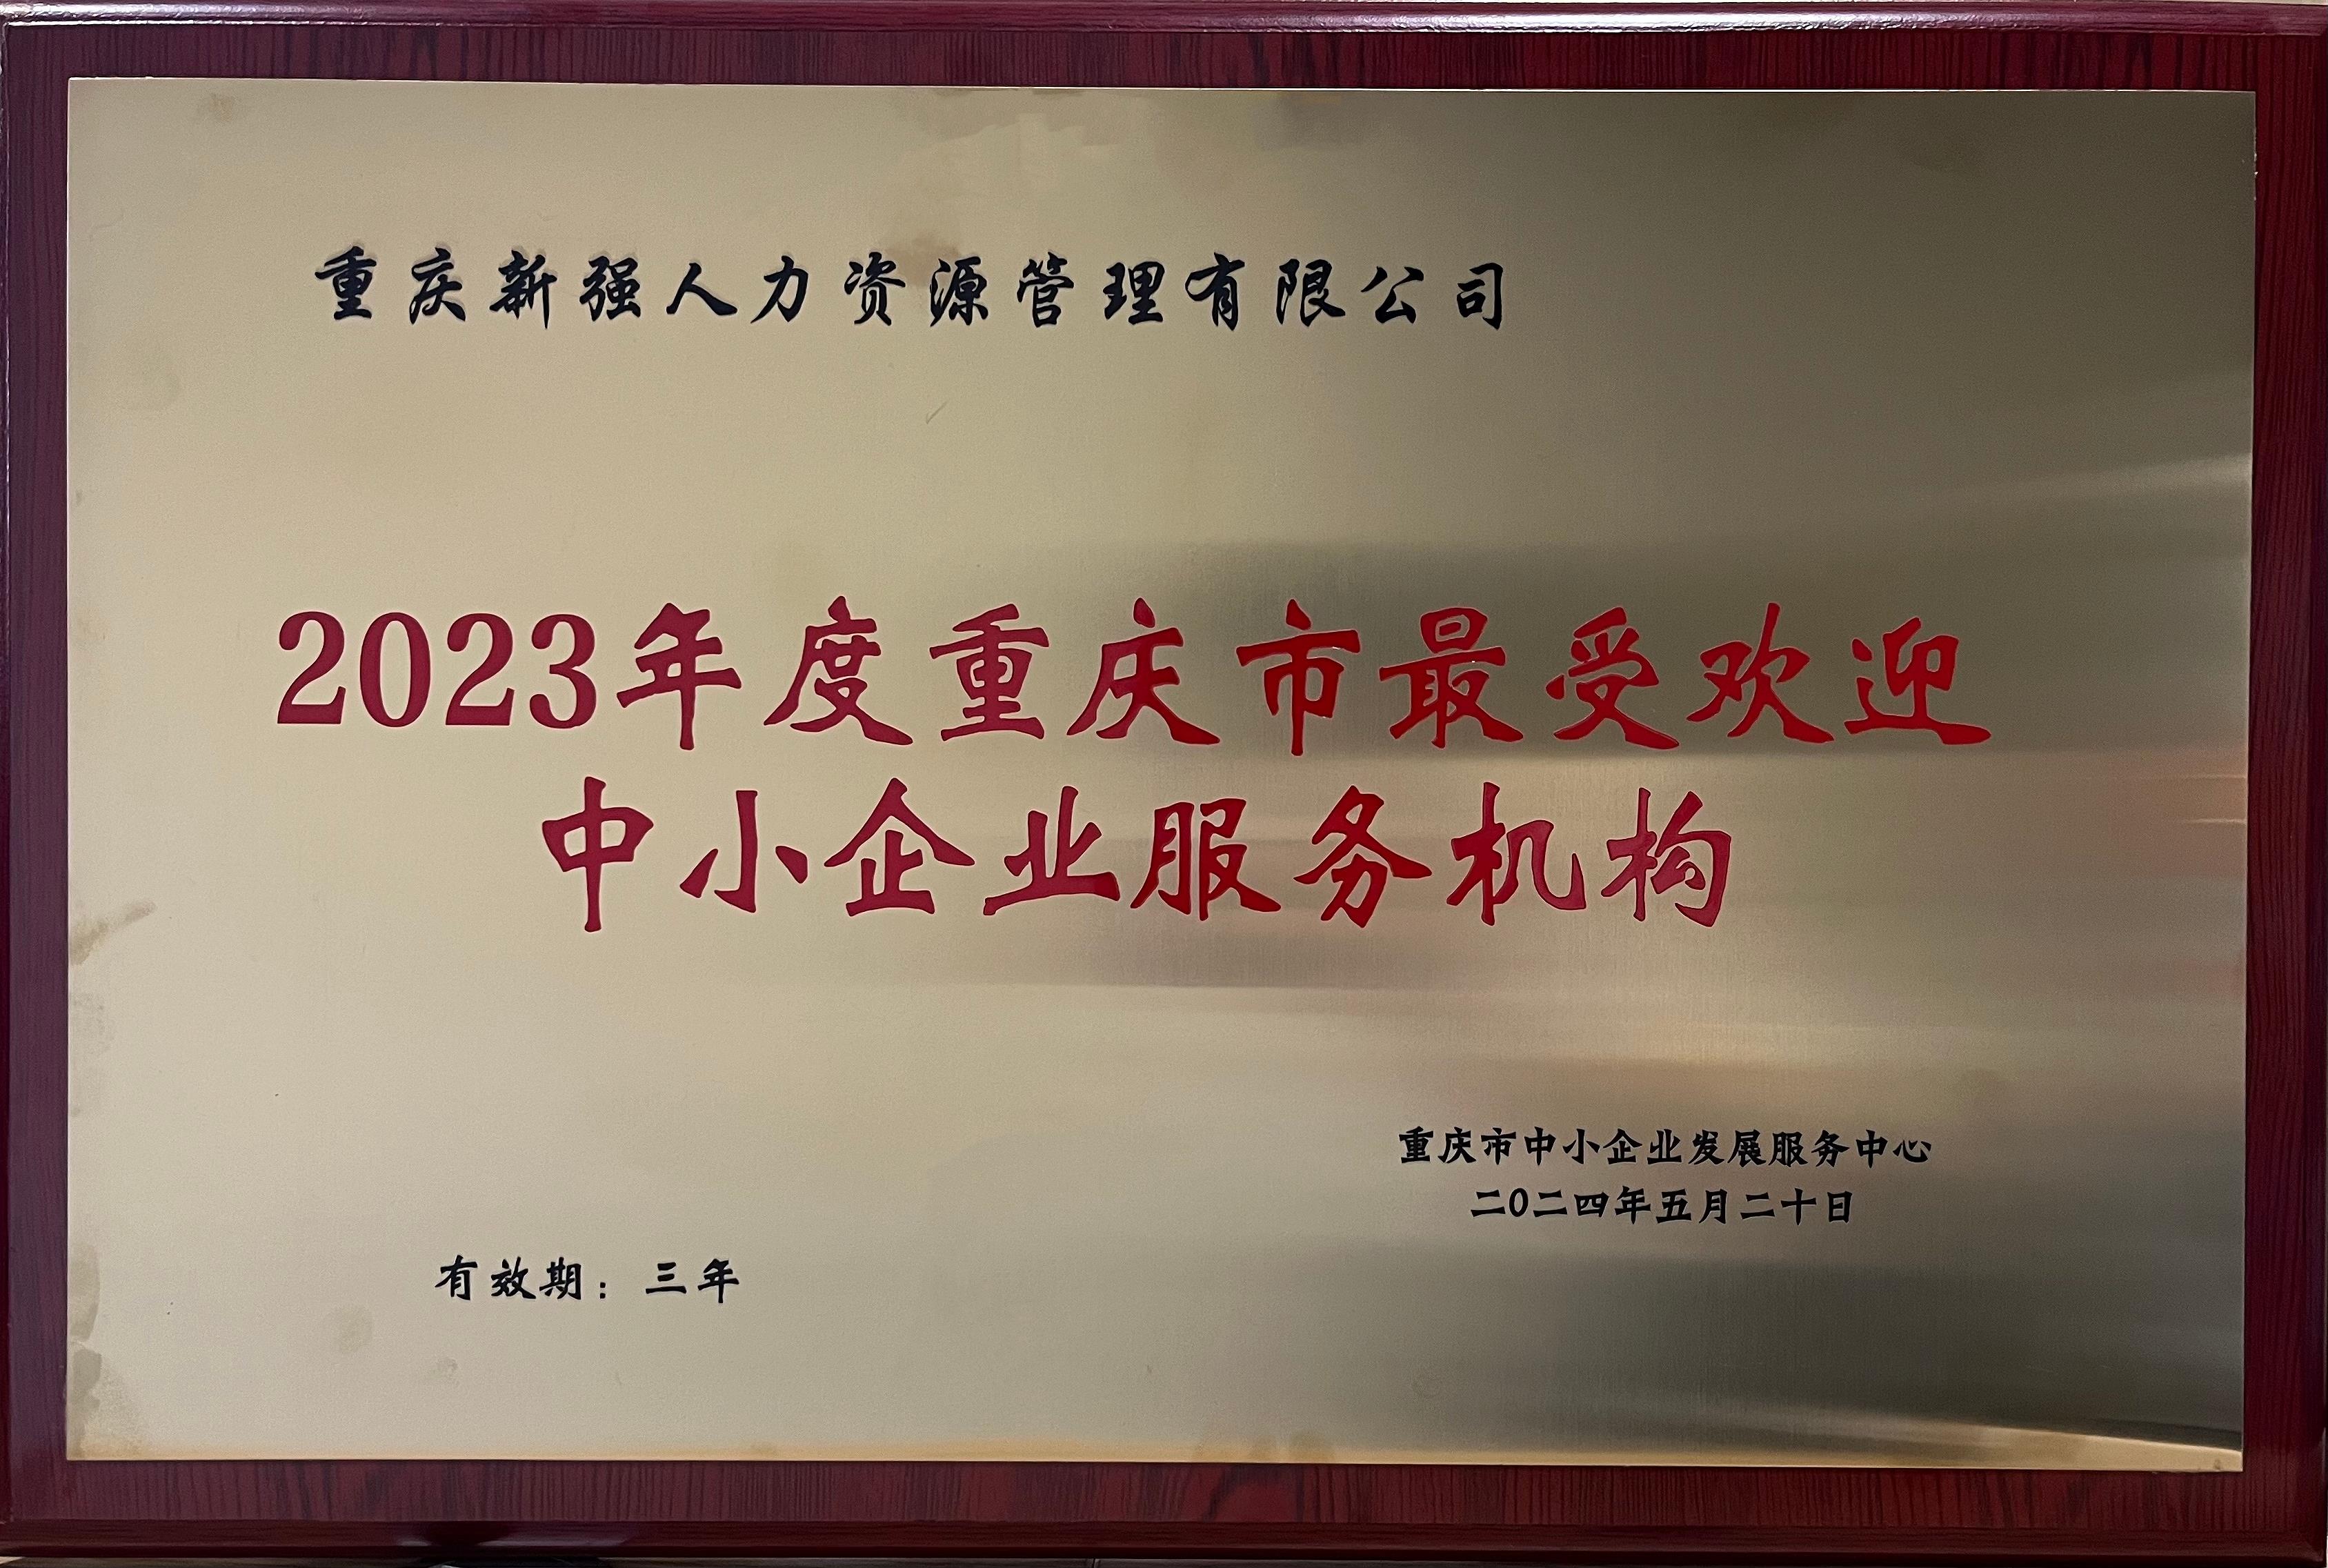 重庆新强人力资源管理有限公司
2023年度重庆市最受欢迎
中小企业服务机构
重庆市中小企业发展服务中心
二0二四年五月二十日
有效期：三年